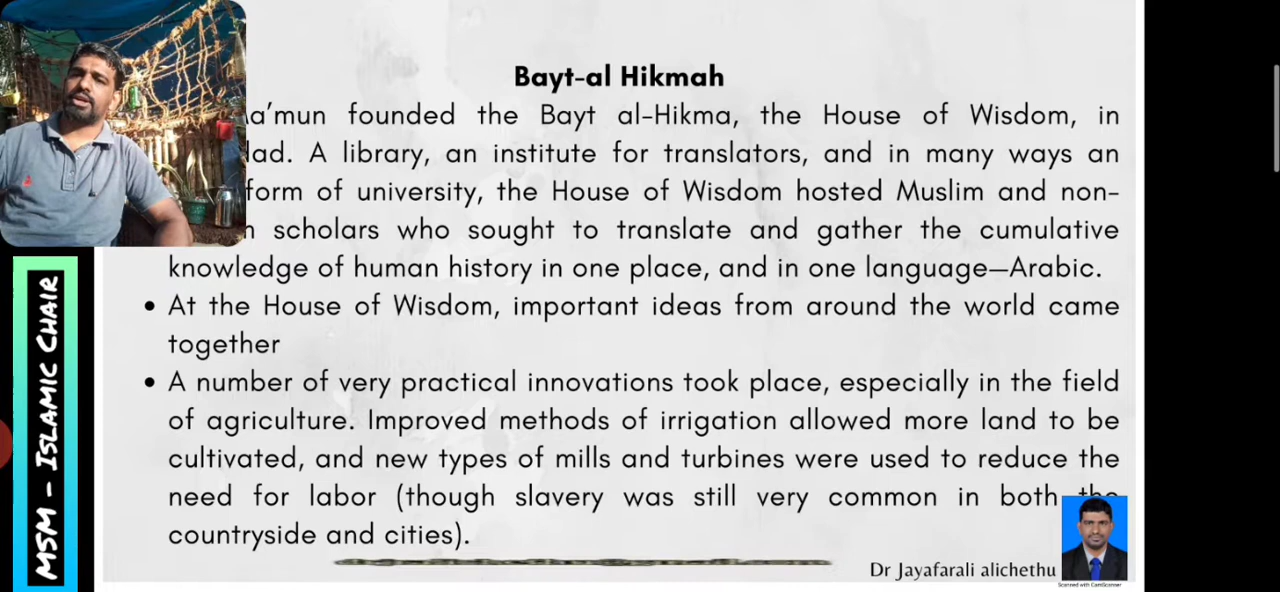 Bayt-al Hikmah
a’mun founded the Bayt al-Hikma, the House of Wisdom, in
A library, an institute for translators, and in many ways an
form of university, the House of Wisdom hosted Muslim and non-
scholars who sought to translate and gather the cumulative
knowledge of human history in one place, and in one language—Arabic.
• At the House of Wisdom, important ideas from around the world came
together
• A number of very practical innovations took place, especially in the field
of agriculture. Improved methods of irrigation allowed more land to be
cultivated, and new types of mills and turbines were used to reduce the
need for labor (though slavery was still very common in both the
countryside and cities).
MSM - ISLAMIC CHAIR
Dr Jayafarali alichethu
Scanned with CamScanner